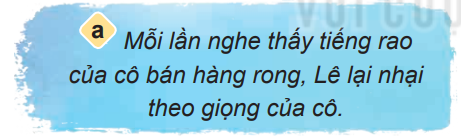 a
Mỗi lần nghe thấy tiếng rao
của cô bán hàng rong, Lê lại nhại
theo giọng của cô.